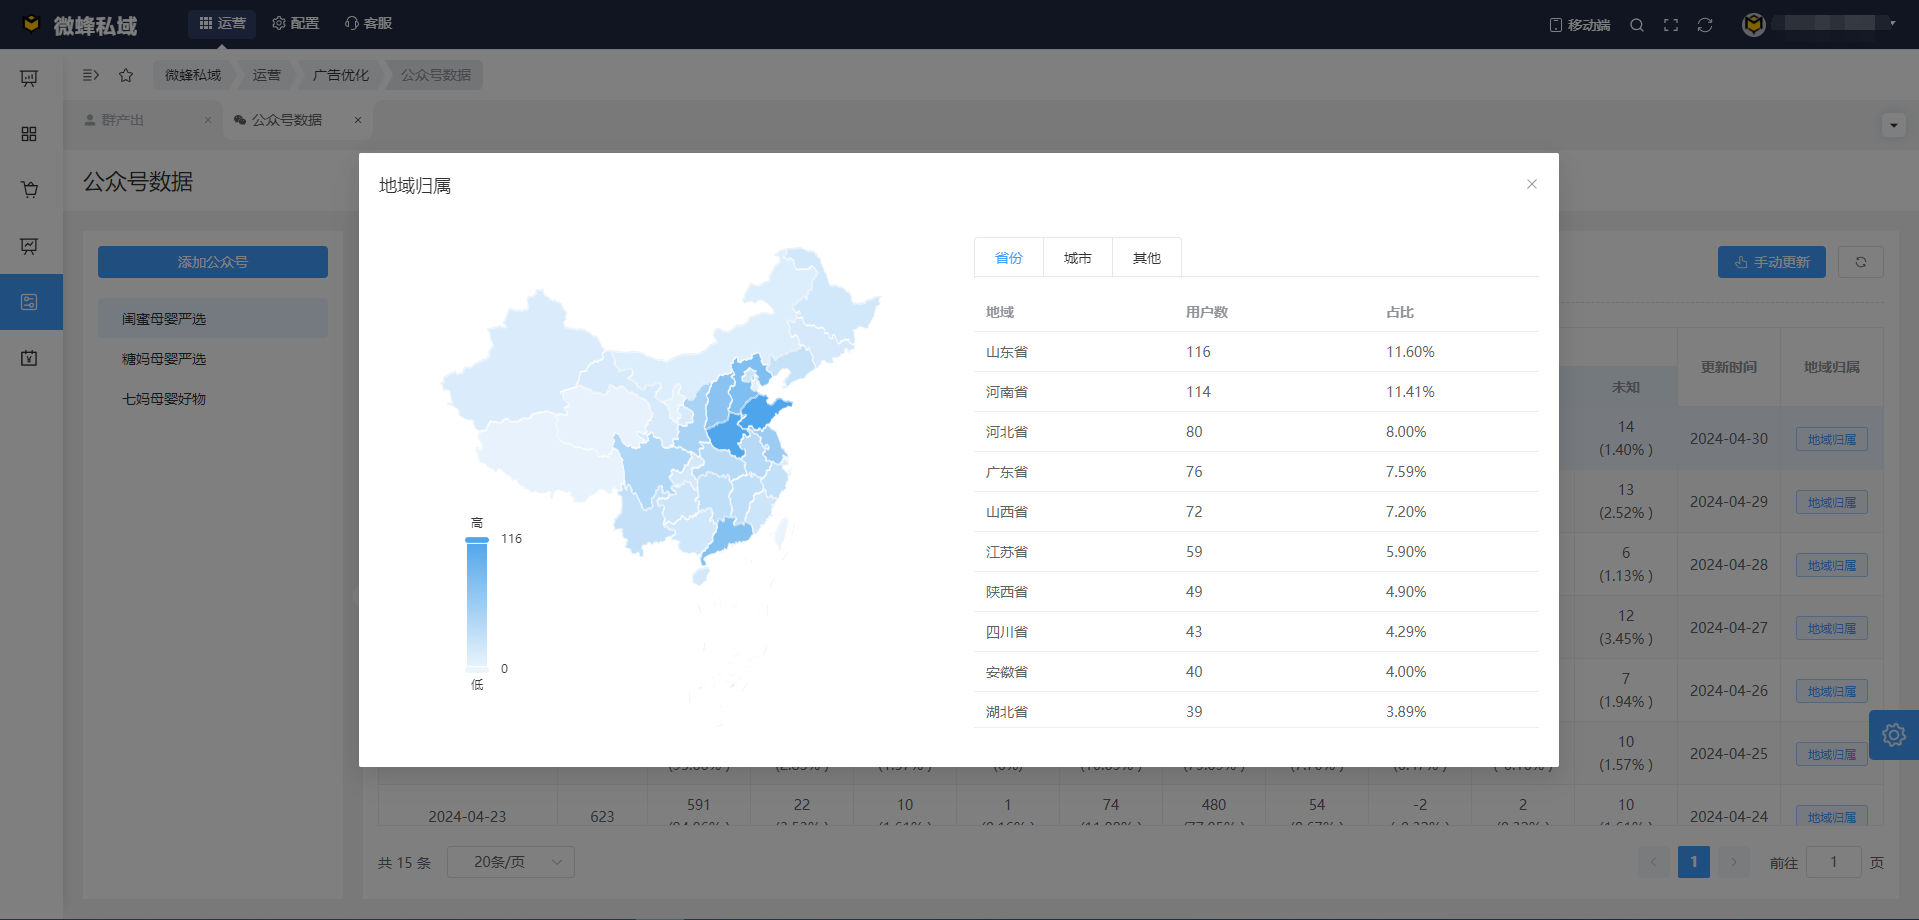 微蜂私域
运营
配置
客服
移动端
微蜂私域
运营
广告优化
公众号数据
群产出
公众号数据
公众号数据
添加公众号
闺蜜母婴严选
糖妈母婴严选
七妈母婴好物
手动更新
地域归属
高
116
0
低
省份 城市 其他
地域 用户数 占比
山东省 116 11.60%
河南省 114 11.41%
河北省 80 8.00%
广东省 76 7.59%
山西省 72 7.20%
江苏省 59 5.90%
陕西省 49 4.90%
四川省 43 4.29%
安徽省 40 4.00%
湖北省 39 3.89%
未知 更新时间 地域归属
14
(1.40% )
2024-04-30 地域归属
13
(2.52% )
2024-04-29 地域归属
6
(1.13% )
2024-04-28 地域归属
12
(3.45% )
2024-04-27 地域归属
7
(1.94% )
2024-04-26 地域归属
10
(1.57% )
2024-04-25 地域归属
2024-04-23 623 591 22 10 1 74 480 54 -2 2 10 2024-04-24 地域归属
共 15 条
20条/页
1
前往 1 页